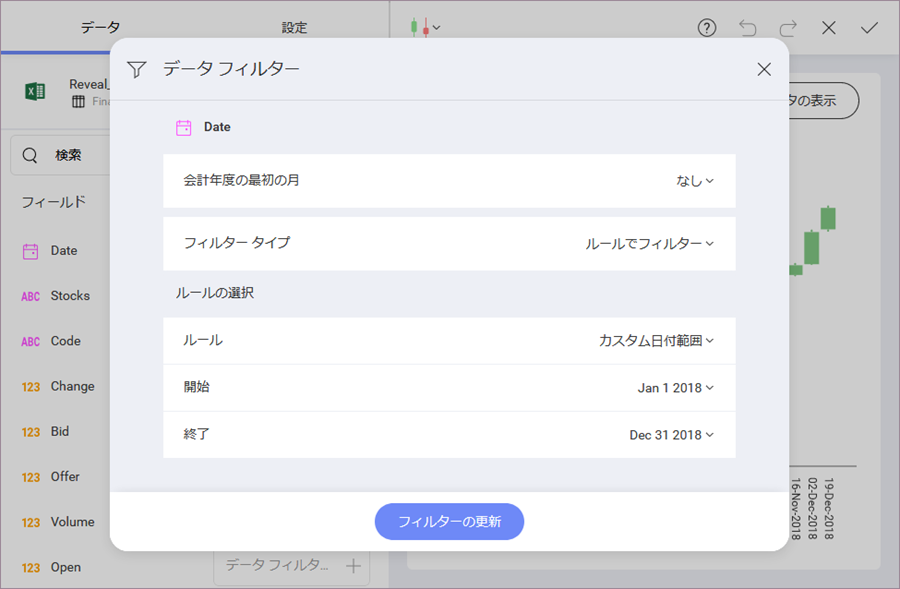 データ
設定
Reveal_
Fina
検索
フィールド
Date
ABC Stocks
ABC Code
123 Change
123 Bid
123 Offer
123 Volume
123 Open
データ フィルター
Date
会計年度の最初の月 なし
フィルター タイプ ルールでフィルター
ルールの選択
ルール カスタム日付範囲
開始 Jan 1 2018
終了 Dec 31 2018
フィルターの更新
データ フィルタ...
タの表示
16-Nov-2018
02-Dec-2018
19-Dec-2018